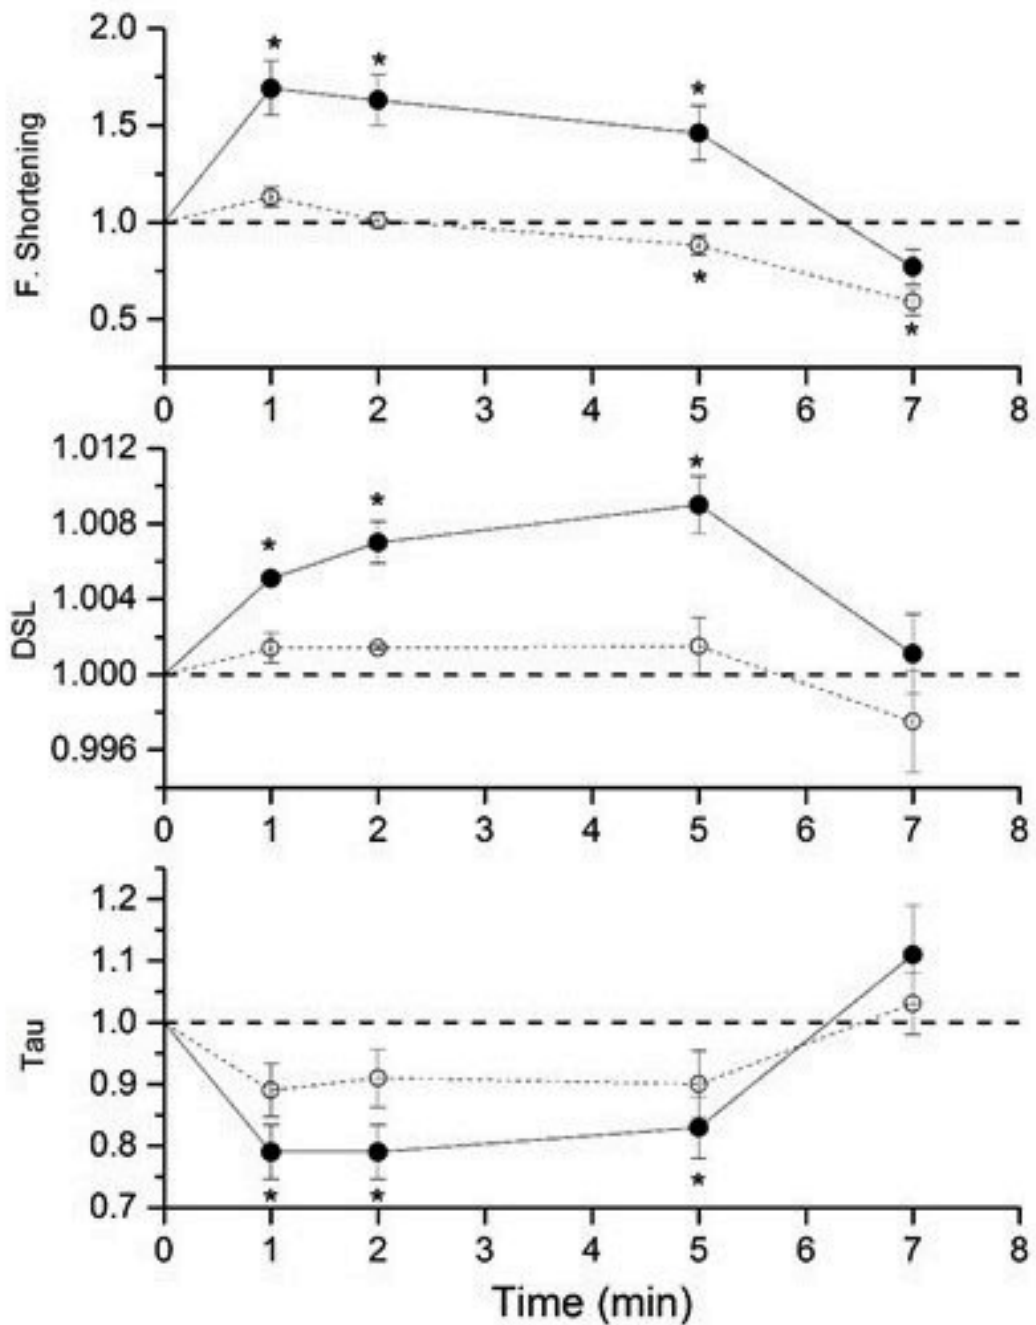 2.0
1.5
1.0
0.5
F. Shortening
* * * * *
0 1 2 3 4 5 6 7 8
1.012
1.008
1.004
1.000
0.996
DSL
* * *
0 1 2 3 4 5 6 7 8
1.2
1.1
1.0
0.9
0.8
0.7
Tau
* * *
0 1 2 3 4 5 6 7 8
Time (min)